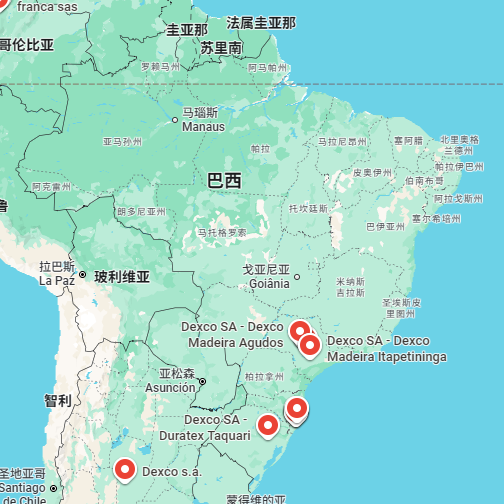 franca sas
圭亚那
法属圭亚那
哥伦比亚
苏里南
罗赖马州
阿马帕州
马瑙斯
Manaus
亚马孙州
帕拉
马拉尼昂州
塞阿腊
北里奥格
兰德州
帕拉伊巴州
皮奥伊州
伯南布哥
阿克雷州
巴西
阿拉戈斯州
托坎廷斯
塞尔希培州
朗多尼亚州
鲁
马托格罗索
巴伊亚州
拉巴斯
La Paz
玻利维亚
戈亚尼亚
Goiânia
米纳斯
吉拉斯
圣埃斯皮
里图州
Dexco SA - Dexco
Madeira Agudos
Dexco SA - Dexco
Madeira Itapetininga
亚松森
Asunción
柏拉拿州
智利
Dexco SA -
Duratex Taquari
Dexco s.a.
圣地亚哥
Santiago
de Chile
蒙得维的亚